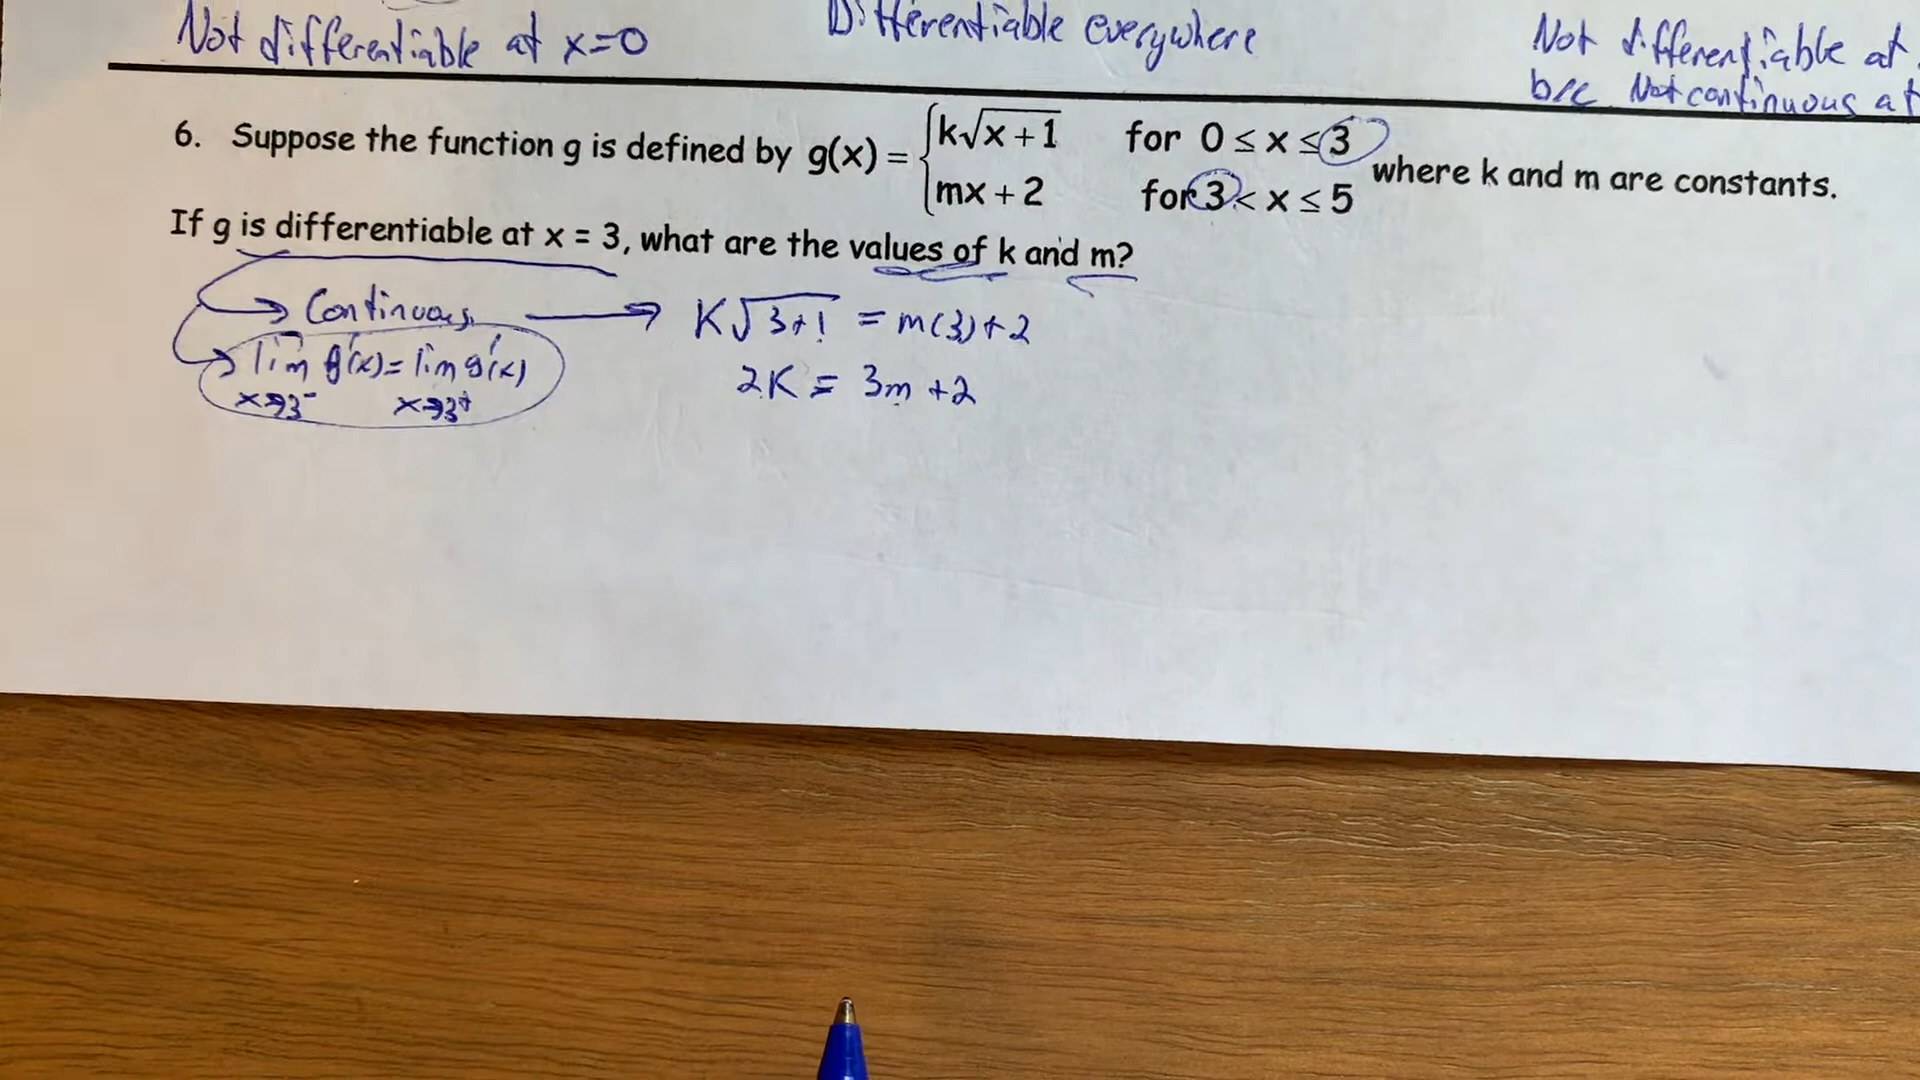 Not differentiable at x=0
Differentiable everywhere
Not differentiable at
b/c Not continuous at
6. Suppose the function g is defined by g(x) = { k√(x + 1) for 0 ≤ x ≤ 3
mx + 2 for 3 < x ≤ 5
where k and m are constants.
If g is differentiable at x = 3, what are the values of k and m?
→ Continuous → K√(3+1) = m(3)+2
→ lim g'(x) = lim g'(x)
x→3⁻ x→3⁺
2K = 3m +2